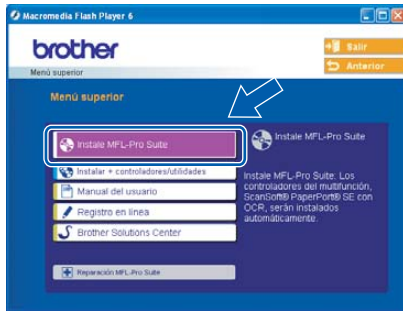 Macromedia Flash Player 6
brother
Salir
Anterior
Menú superior
Menú superior
Instale MFL-Pro Suite
Instalar + controladores/utilidades
Manual del usuario
Registro en línea
Brother Solutions Center
Reparación MFL-Pro Suite
Instale MFL-Pro Suite
Instale MFL-Pro Suite: Los
controladores del multifunción,
ScanSoft® PaperPort® SE con
OCR, serán instalados
automáticamente.